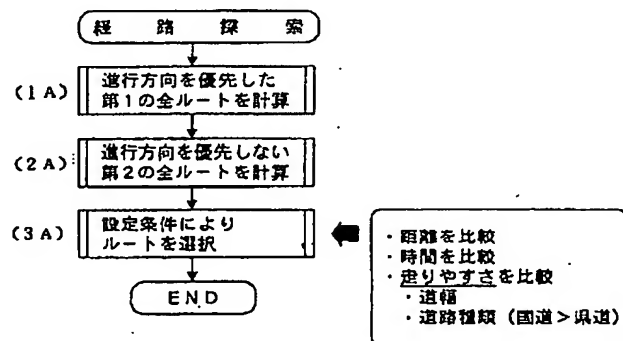 経路探索
(1A)
進行方向を優先した
第1の全ルートを計算
(2A)
進行方向を優先しない
第2の全ルートを計算
(3A)
設定条件により
ルートを選択
END
・距離を比較
・時間を比較
・走りやすさを比較
・道幅
・道路種類(国道>県道)